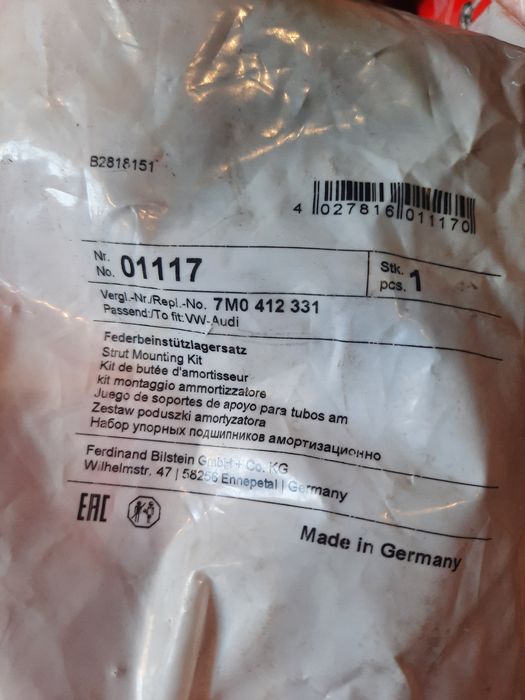 B2818151
4 027816 011170
Nr.
No. 01117
Stk.
pcs. 1
Vergl.-Nr./Repl.-No. 7M0 412 331
Passend:/To fit:VW-Audi
Federbeinstützlagersatz
Strut Mounting Kit
Kit de butée d'amortisseur
kit montaggio ammortizzatore
Juego de soportes de apoyo para tubos am
Zestaw poduszki amortyzatora
Набор упорных подшипников амортизационно
Ferdinand Bilstein GmbH + Co. KG
Wilhelmstr. 47 | 58256 Ennepetal | Germany
EAC
Made in Germany